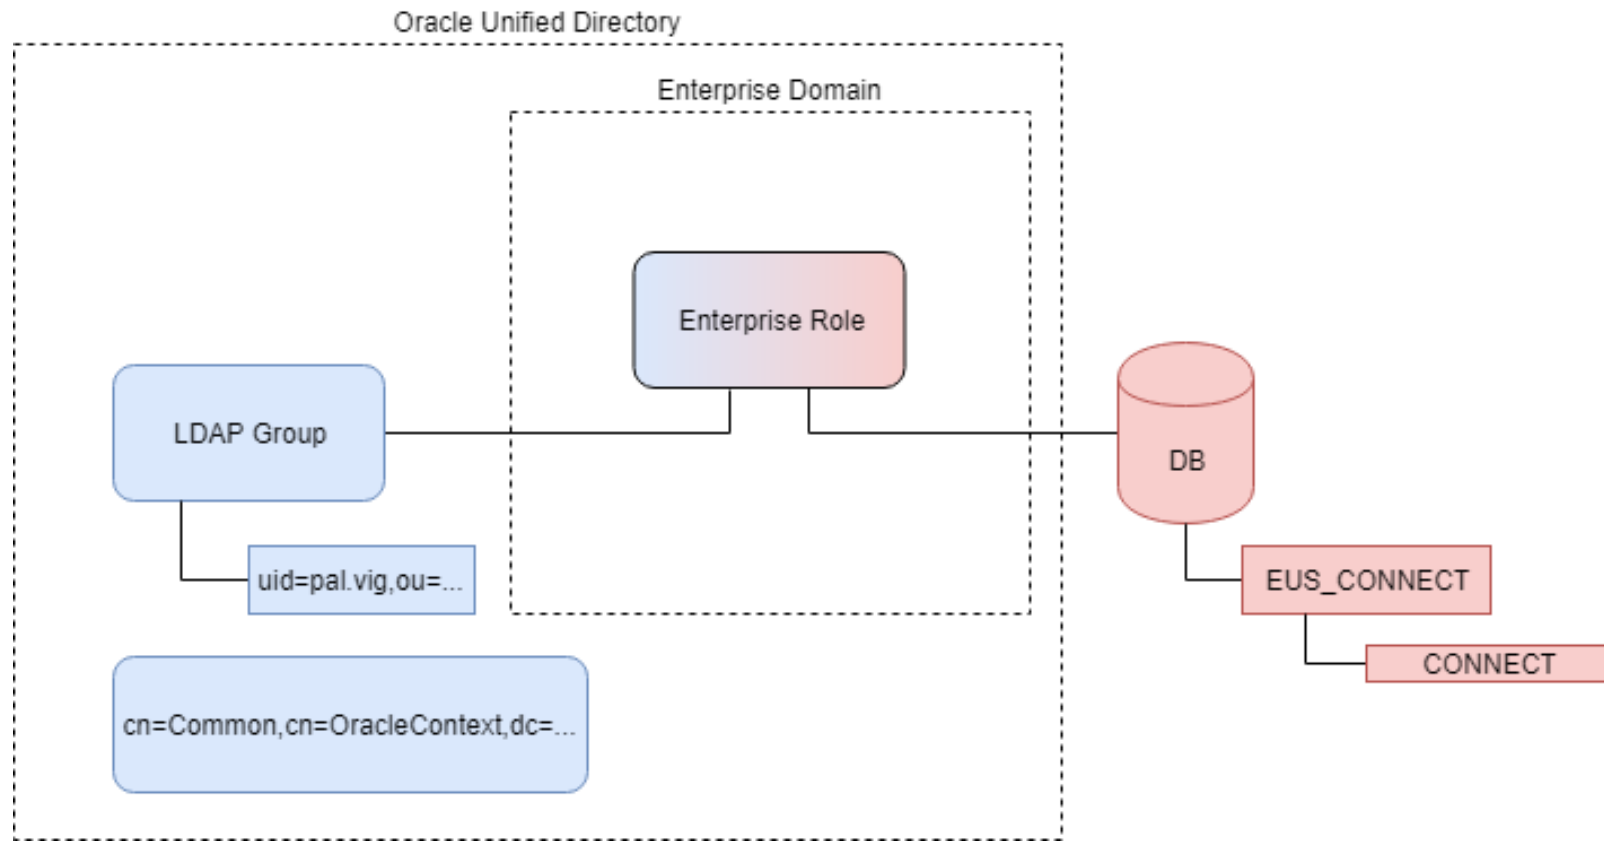 Oracle Unified Directory
Enterprise Domain
Enterprise Role
LDAP Group
DB
uid=pal.vig,ou=...
EUS_CONNECT
CONNECT
cn=Common,cn=OracleContext,dc=...